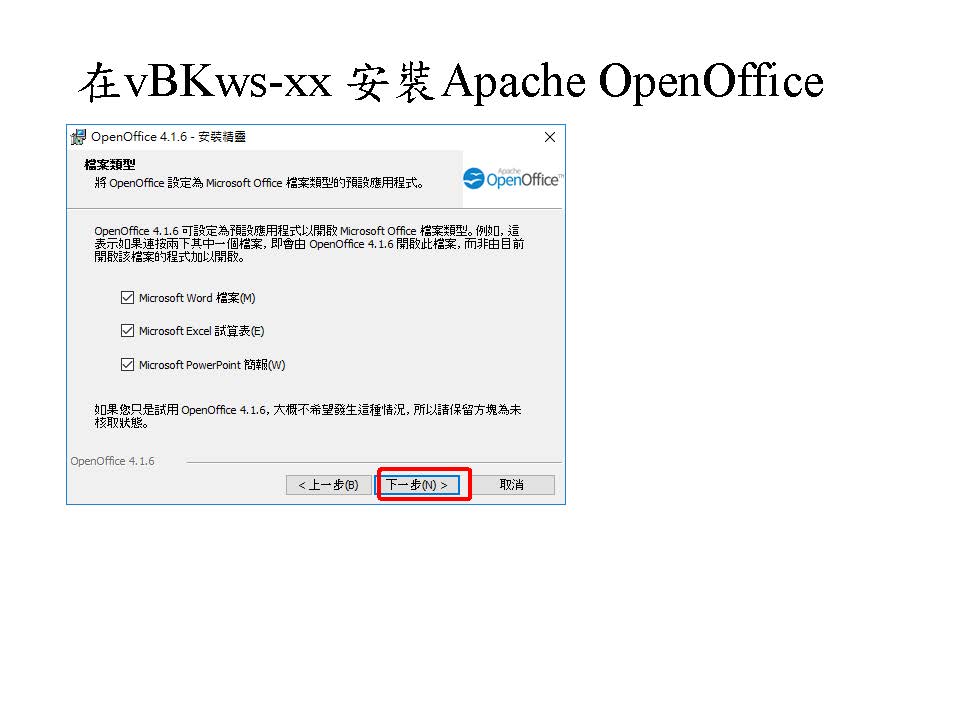 在vBKws-xx 安裝Apache OpenOffice
OpenOffice 4.1.6 - 安裝精靈
檔案類型
將 OpenOffice 設定為 Microsoft Office 檔案類型的預設應用程式。
Apache
OpenOffice™
OpenOffice 4.1.6 可設定為預設應用程式以開啟 Microsoft Office 檔案類型。例如, 這
表示如果連按兩下其中一個檔案, 即會由 OpenOffice 4.1.6 開啟此檔案, 而非由目前
開啟該檔案的程式加以開啟。
Microsoft Word 檔案(M)
Microsoft Excel 試算表(E)
Microsoft PowerPoint 簡報(W)
如果您只是試用 OpenOffice 4.1.6, 大概不希望發生這種情況, 所以請保留方塊為未
核取狀態。
OpenOffice 4.1.6
< 上一步(B) 下一步(N) > 取消